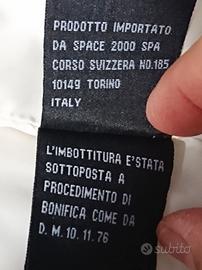 PRODOTTO IMPORTATO
DA SPACE 2000 SPA
CORSO SVIZZERA NO.185
10149 TORINO
ITALY
L'IMBOTTITURA E'STATA
SOTTOPOSTA A
PROCEDIMENTO DI
BONIFICA COME DA
D. M. 10. 11. 76
subito